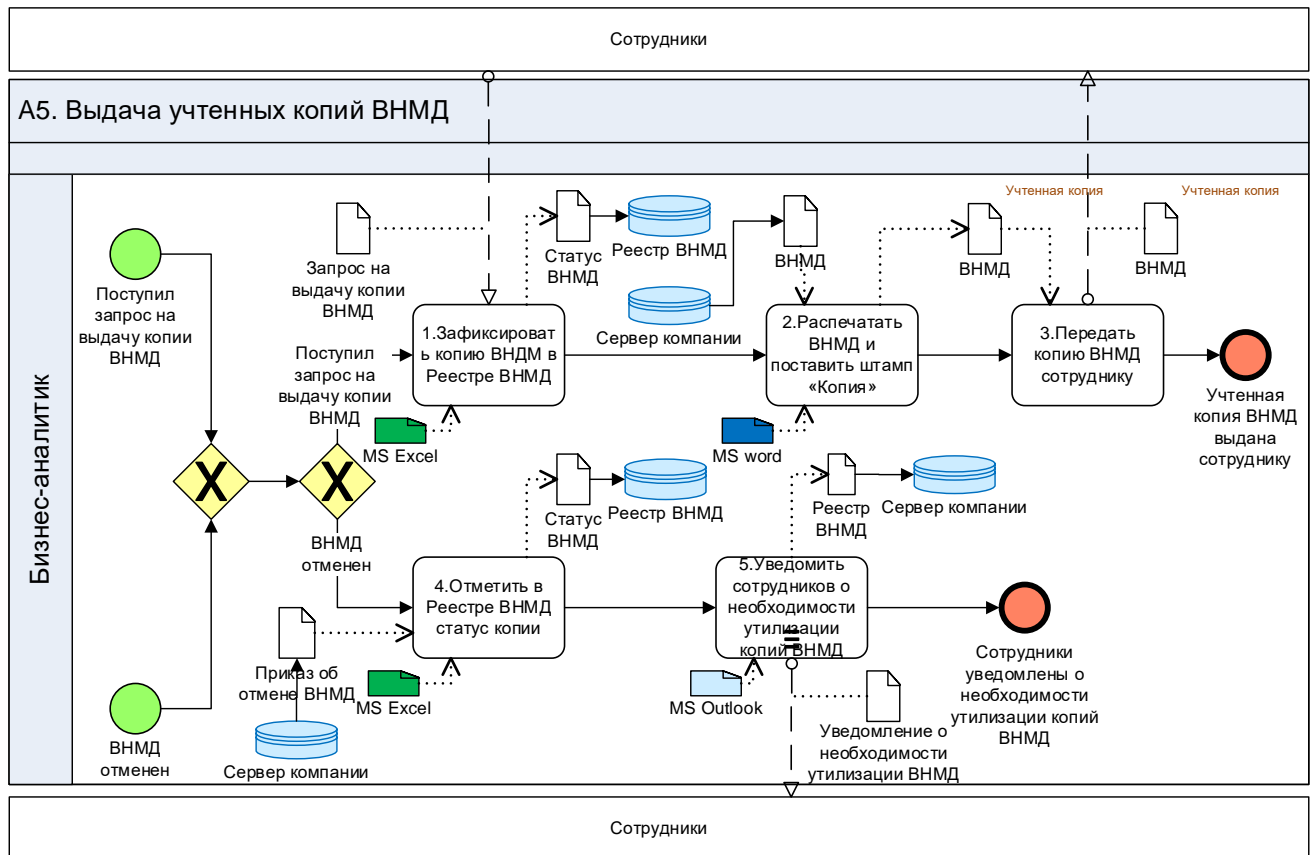 Сотрудники
А5. Выдача учтенных копий ВНМД
Бизнес-аналитик
Поступил
запрос на
выдачу копии
ВНМД
Запрос на
выдачу копии
ВНМД
Статус
ВНМД
Реестр ВНМД
Сервер компании
ВНМД
Учтенная копия
ВНМД
Учтенная копия
ВНМД
Поступил
запрос на
выдачу копии
ВНМД
1.Зафиксироват
ь копию ВНДМ в
Реестре ВНМД
MS Excel
2.Распечатать
ВНМД и
поставить штамп
«Копия»
MS word
3.Передать
копию ВНМД
сотруднику
Учтенная
копия ВНМД
выдана
сотруднику
X
X
ВНМД
отменен
Статус
ВНМД
Реестр ВНМД
Реестр
ВНМД
Сервер компании
4.Отметить в
Реестре ВНМД
статус копии
MS Excel
5.Уведомить
сотрудников о
необходимости
утилизации
копий ВНМД
MS Outlook
Приказ об
отмене ВНМД
Сервер компании
ВНМД
отменен
Уведомление о
необходимости
утилизации ВНМД
Сотрудники
уведомлены о
необходимости
утилизации копий
ВНМД
Сотрудники